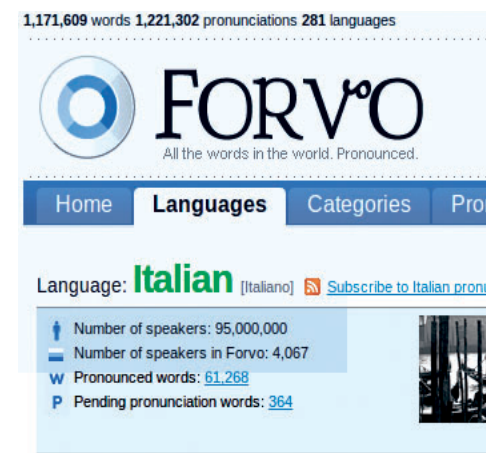 1,171,609 words 1,221,302 pronunciations 281 languages
FORVO
All the words in the world. Pronounced.
Home Languages Categories Pro
Language: Italian [Italiano] Subscribe to Italian pron
Number of speakers: 95,000,000
Number of speakers in Forvo: 4,067
W Pronounced words: 61,268
P Pending pronunciation words: 364